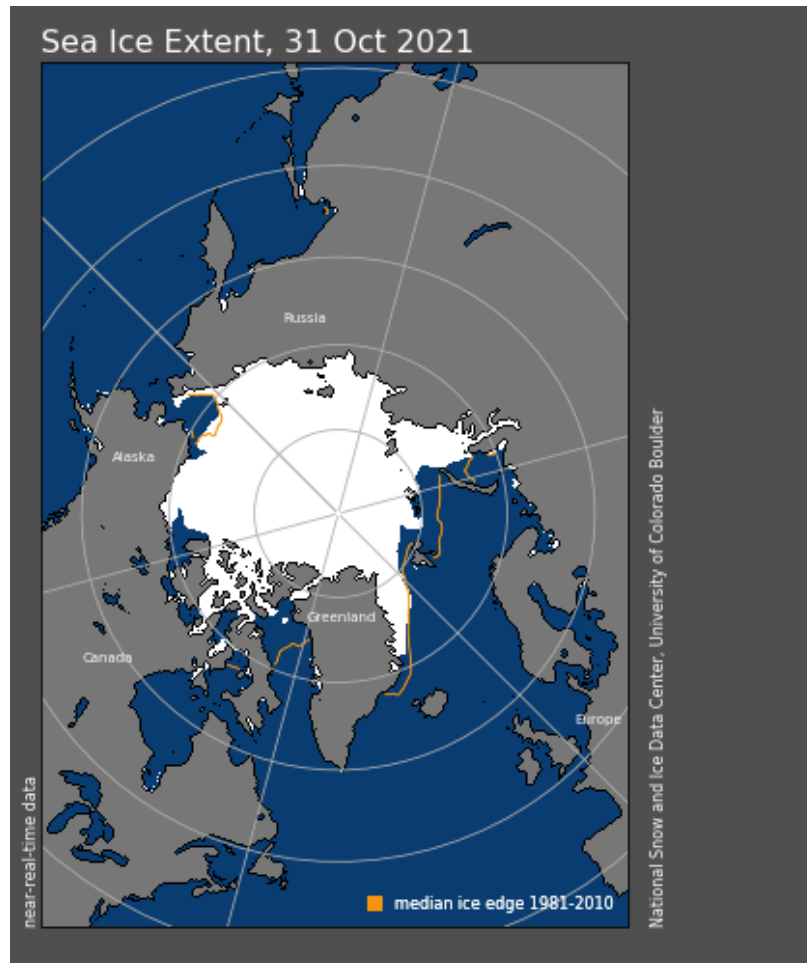 Sea Ice Extent, 31 Oct 2021
Russia
Alaska
Greenland
Canada
Europe
near-real-time data
median ice edge 1981-2010
National Snow and Ice Data Center, University of Colorado Boulder